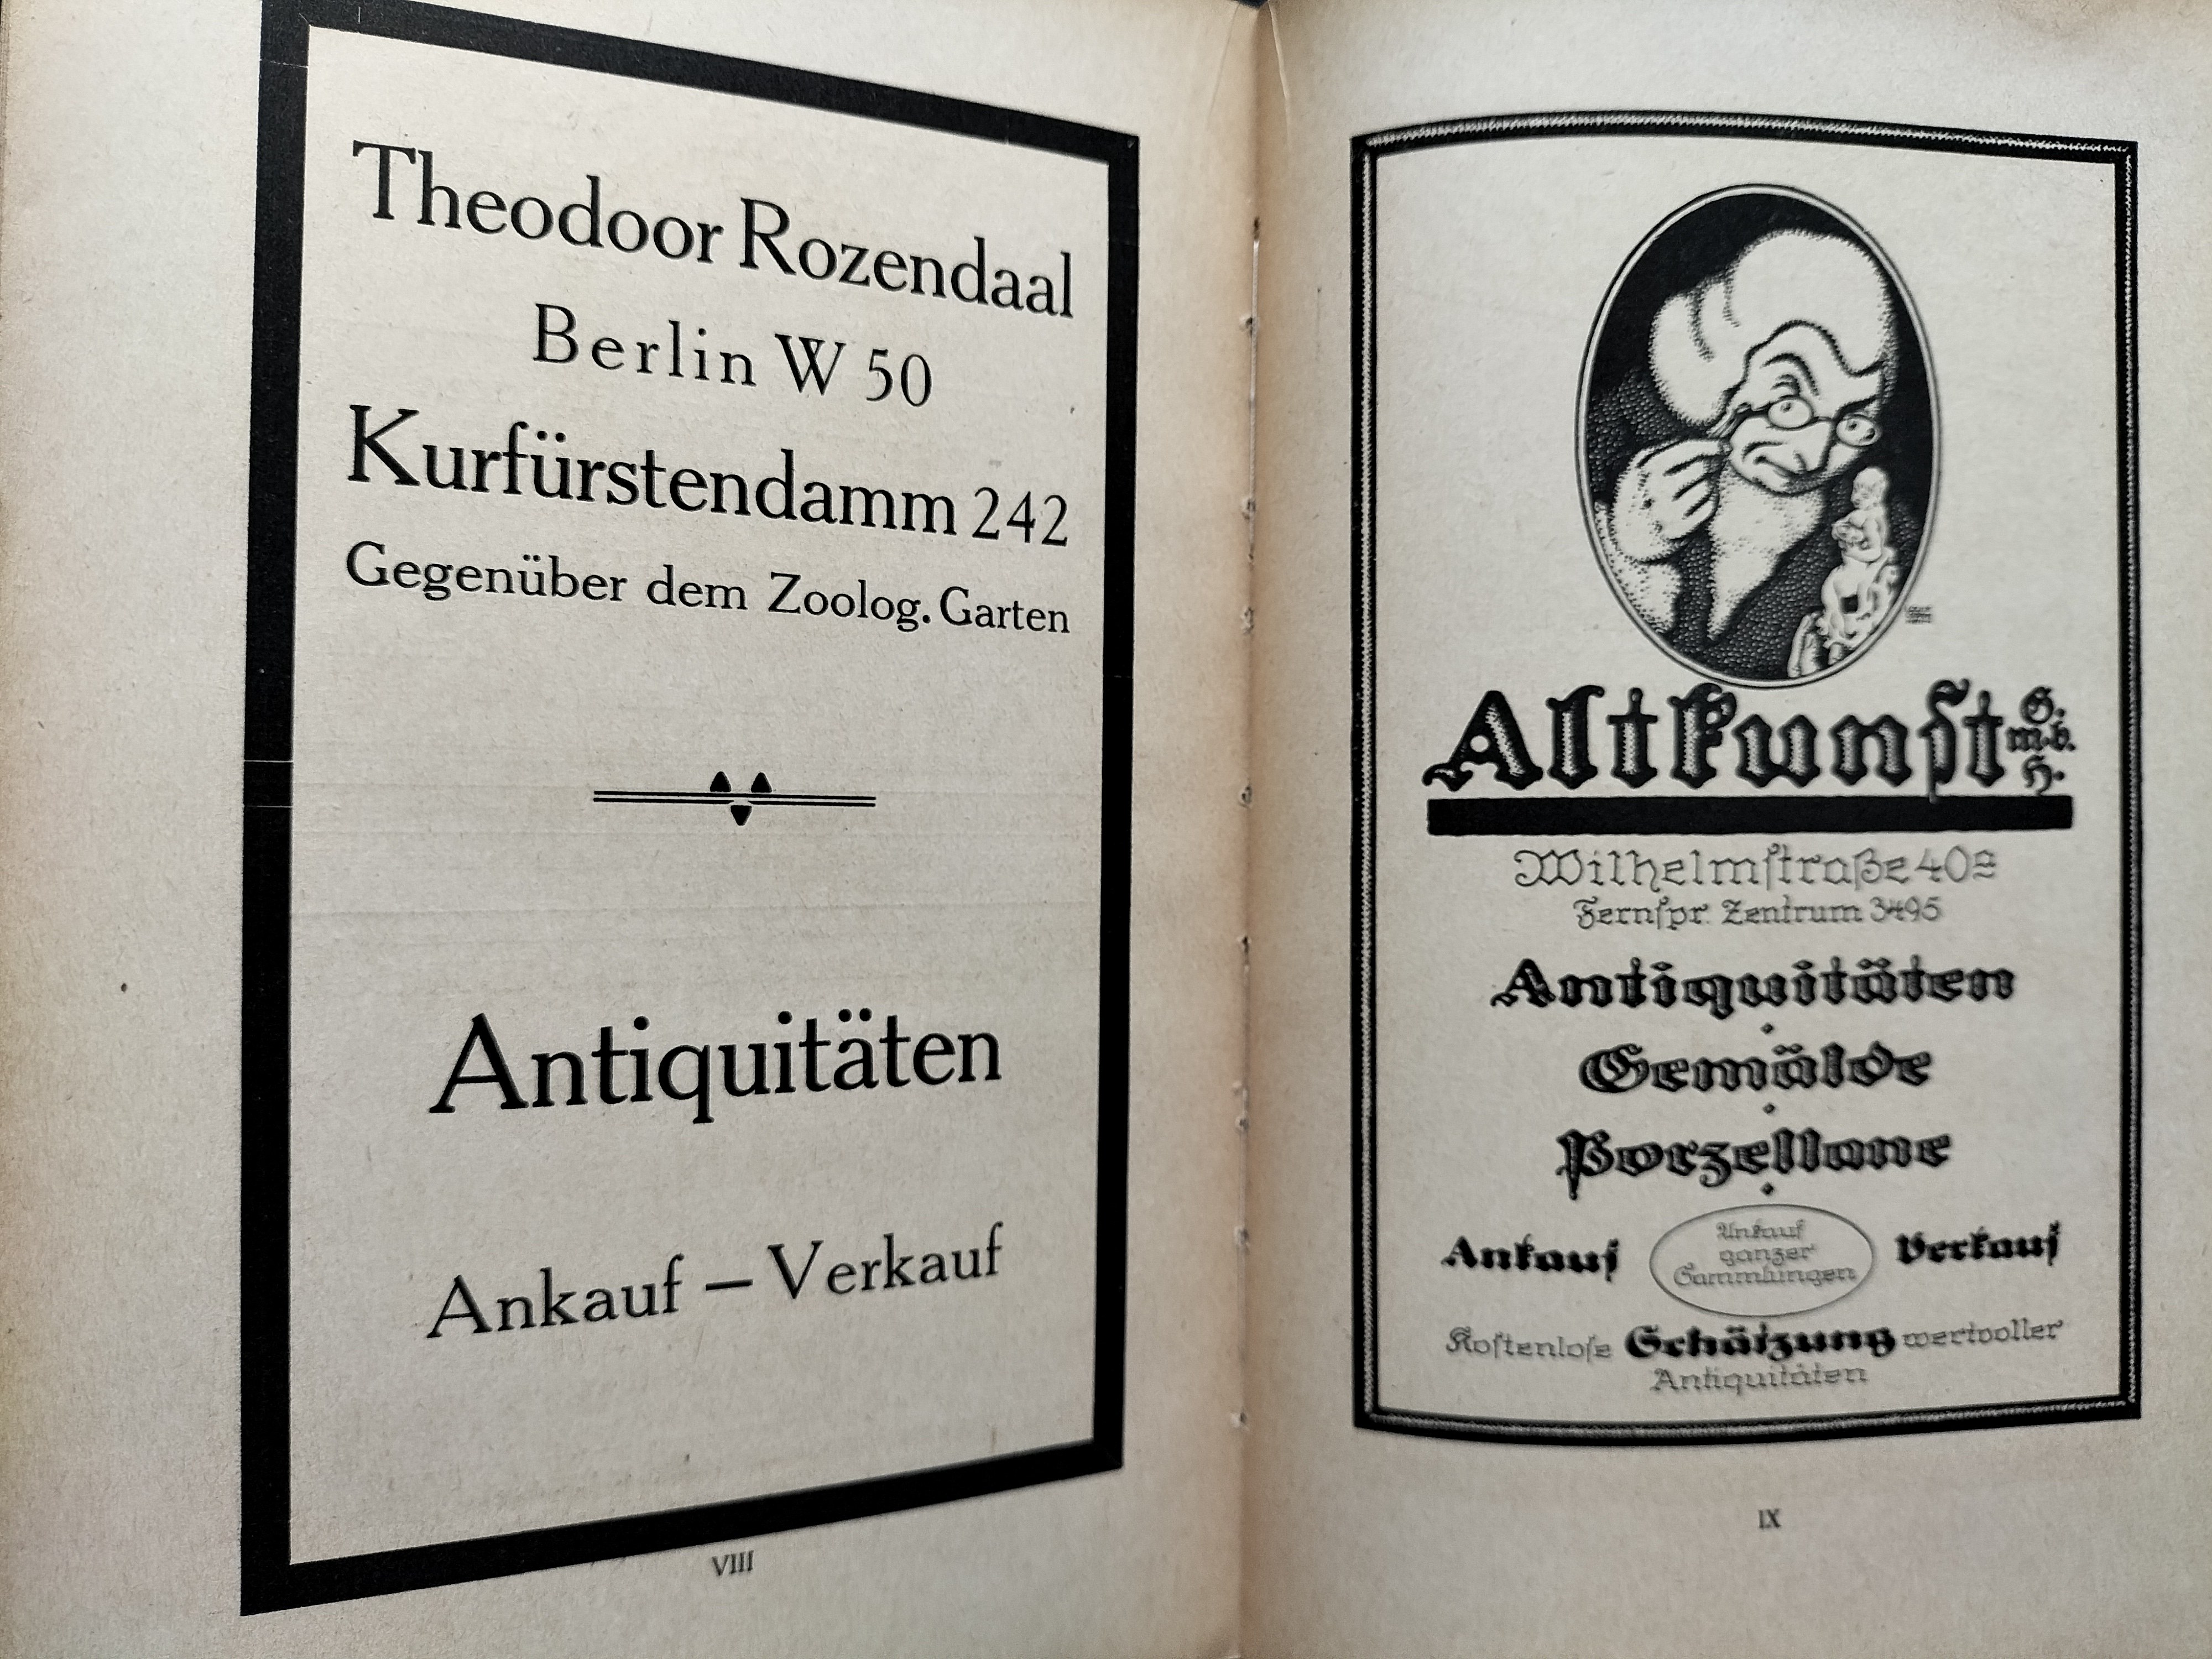 Theodoor Rozendaal
Berlin W 50
Kurfürstendamm 242
Gegenüber dem Zoolog. Garten
Antiquitäten
Ankauf – Verkauf
VIII
Altkunst G.m.b.H.
Wilhelmſtraße
Fernſpr. Zentrum 3495
Antiquitäten
Gemälde
Porzellane
Ankauf
Ankauf
ganzer
Sammlungen
Verkauf
Koſtenloſe Schätzung wertvoller
Antiquitäten
IX